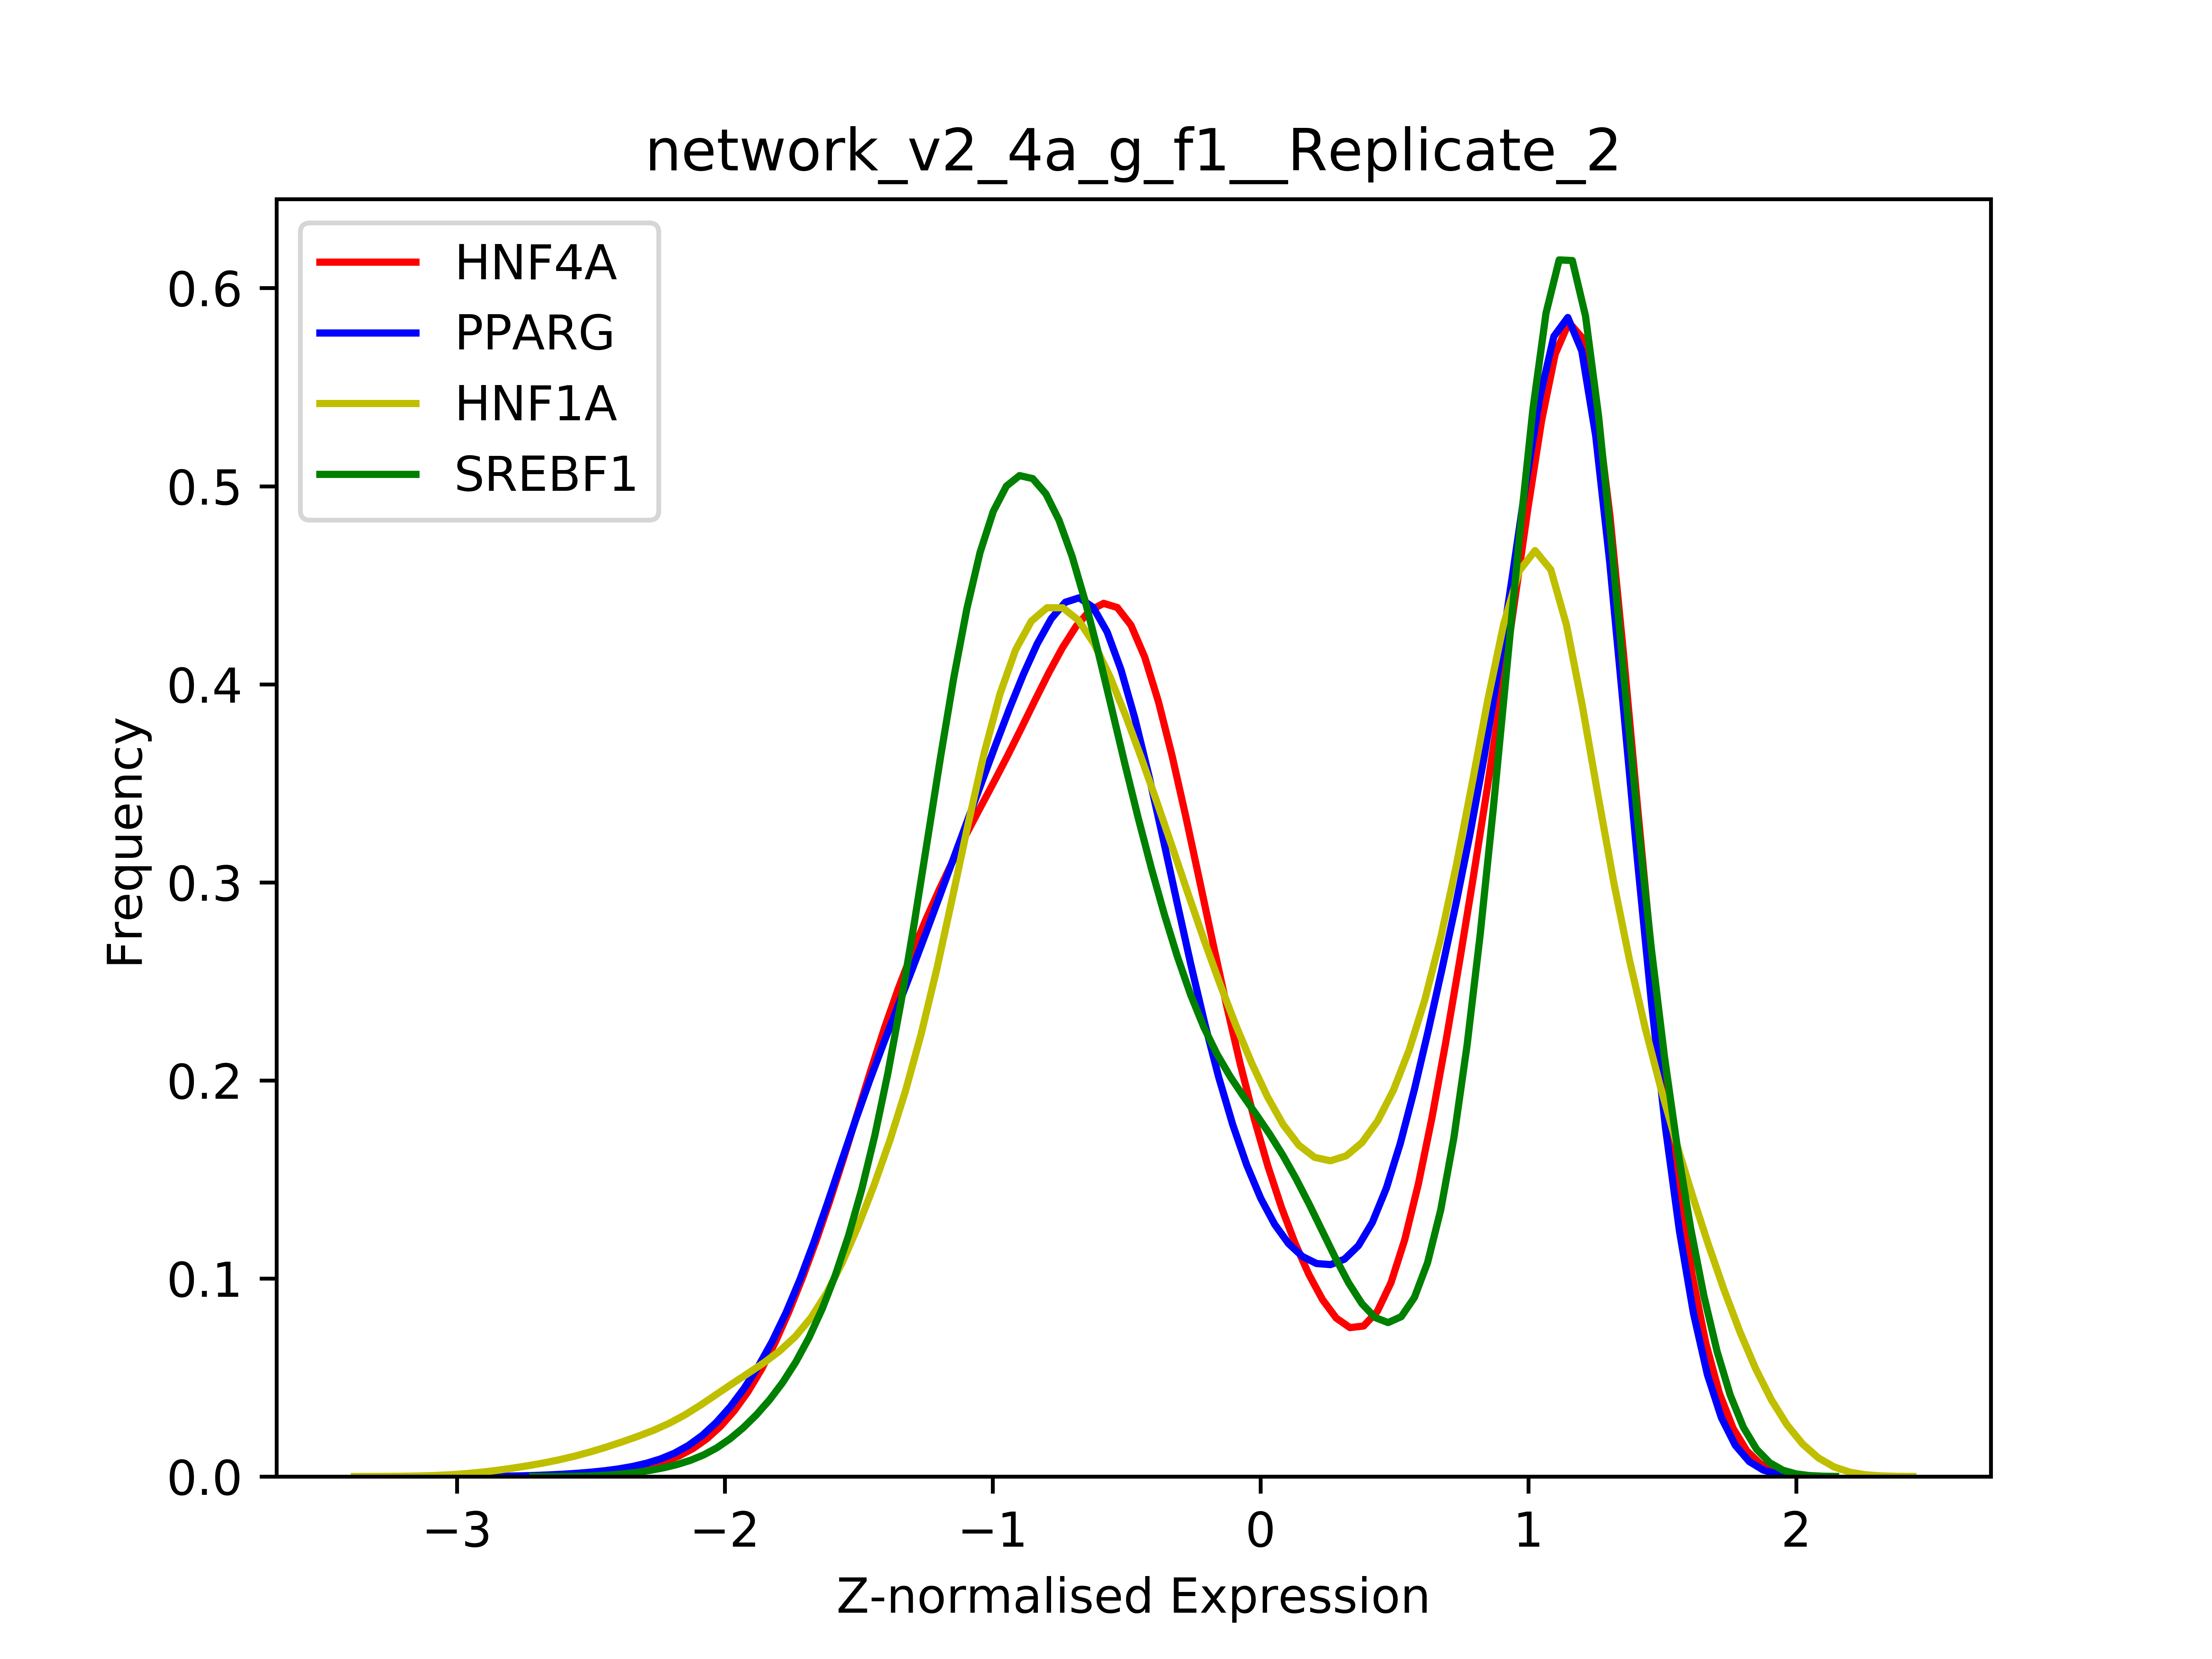 network_v2_4a_g_f1__Replicate_2
HNF4A
PPARG
HNF1A
SREBF1
0.6
0.5
0.4
0.3
0.2
0.1
0.0
Frequency
−3 −2 −1 0 1 2
Z-normalised Expression